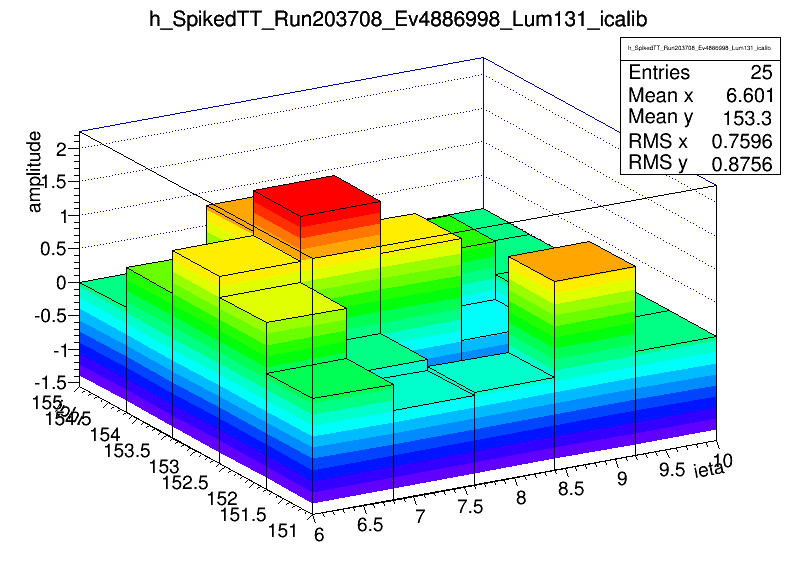 h_SpikedTT_Run203708_Ev4886998_Lum131_icalib
h_SpikedTT_Run203708_Ev4886998_Lum131_icalib
Entries 25
Mean x 6.601
Mean y 153.3
RMS x 0.7596
RMS y 0.8756
amplitude
2
1.5
1
0.5
0
-0.5
-1
-1.5
155
154.5
154
153.5
153
152.5
152
151.5
151
6
6.5
7
7.5
8
8.5
9
9.5
10
ieta